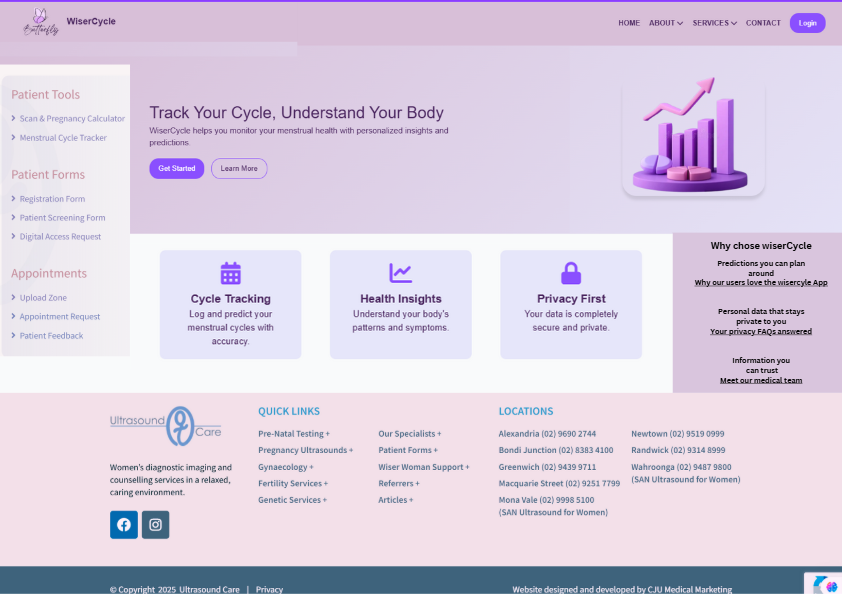 Butterfly
WiserCycle
HOME ABOUT SERVICES CONTACT Login
Patient Tools
Scan & Pregnancy Calculator
Menstrual Cycle Tracker
Patient Forms
Registration Form
Patient Screening Form
Digital Access Request
Appointments
Upload Zone
Appointment Request
Patient Feedback
Track Your Cycle, Understand Your Body
WiserCycle helps you monitor your menstrual health with personalized insights and
predictions
Get Started Learn More
Cycle Tracking
Log and predict your
menstrual cycles with
accuracy.
Health Insights
Understand your body's
patterns and symptoms.
Privacy First
Your data is completely
secure and private.
Why chose wiserCycle
Predictions you can plan
around
Why our users love the wisercyle App
Personal data that stays
private to you
Your privacy FAQs answered
Information you
can trust
Meet our medical team
Ultrasound Care
Women's diagnostic imaging and
counselling services in a relaxed,
caring environment.
QUICK LINKS
Pre-Natal Testing +
Pregnancy Ultrasounds +
Gynaecology +
Fertility Services +
Genetic Services +
Our Specialists +
Patient Forms +
Wiser Woman Support +
Referrers +
Articles +
LOCATIONS
Alexandria (02) 9690 2744
Bondi Junction (02) 8383 4100
Greenwich (02) 9439 9711
Macquarie Street (02) 9251 7799
Mona Vale (02) 9998 5100
(SAN Ultrasound for Women)
Newtown (02) 9519 0999
Randwick (02) 9314 8999
Wahroonga (02) 9487 9800
(SAN Ultrasound for Women)
© Copyright 2025 Ultrasound Care | Privacy
Website designed and developed by CJU Medical Marketing